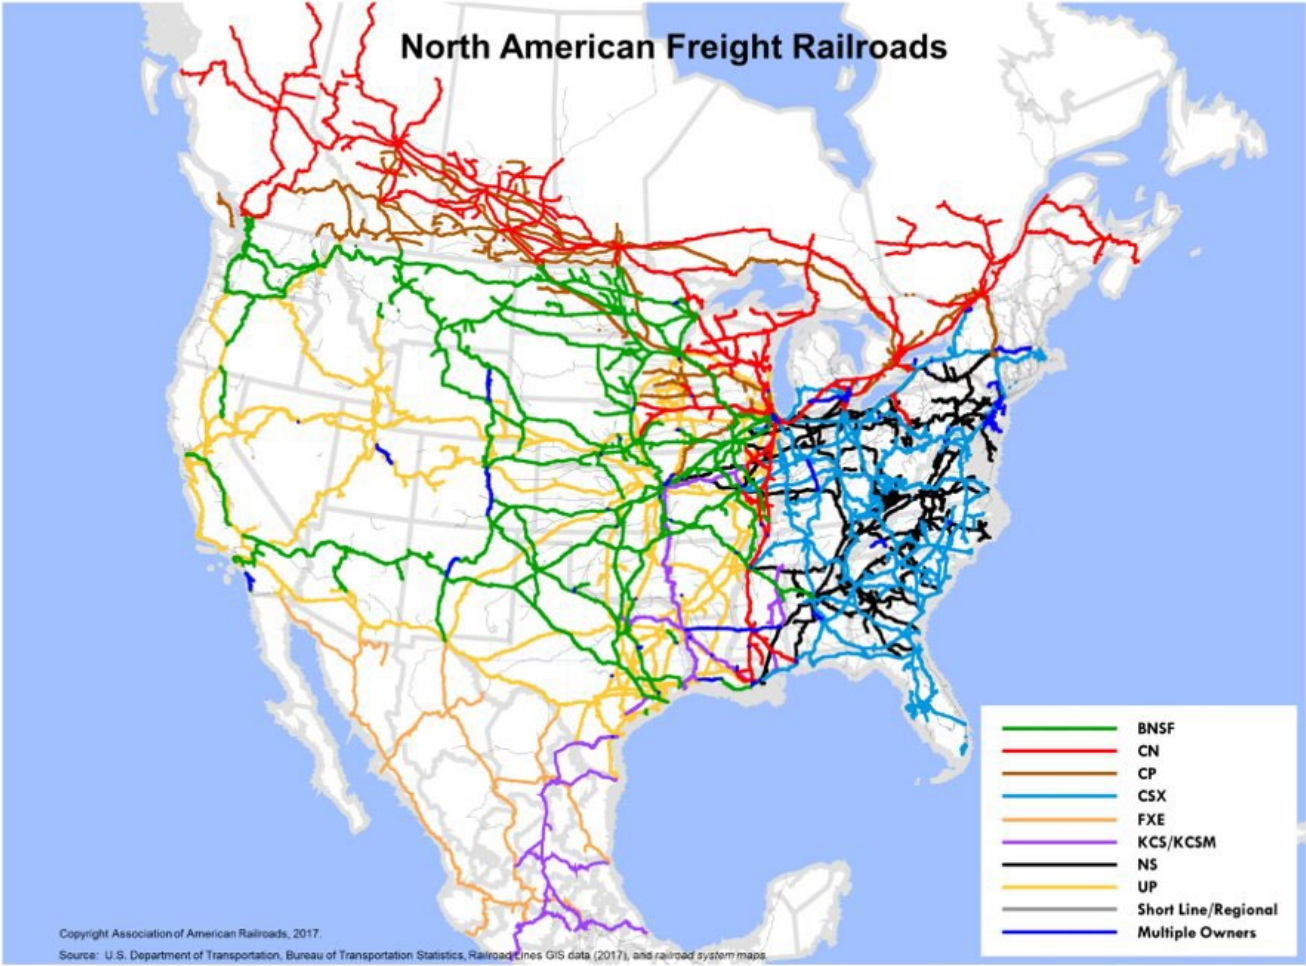 North American Freight Railroads
BNSF
CN
CP
CSX
FXE
KCS/KCSM
NS
UP
Short Line/Regional
Multiple Owners
Copyright Association of American Railroads, 2017.
Source: U.S. Department of Transportation, Bureau of Transportation Statistics, Railroad Lines GIS data (2017), and railroad system maps.